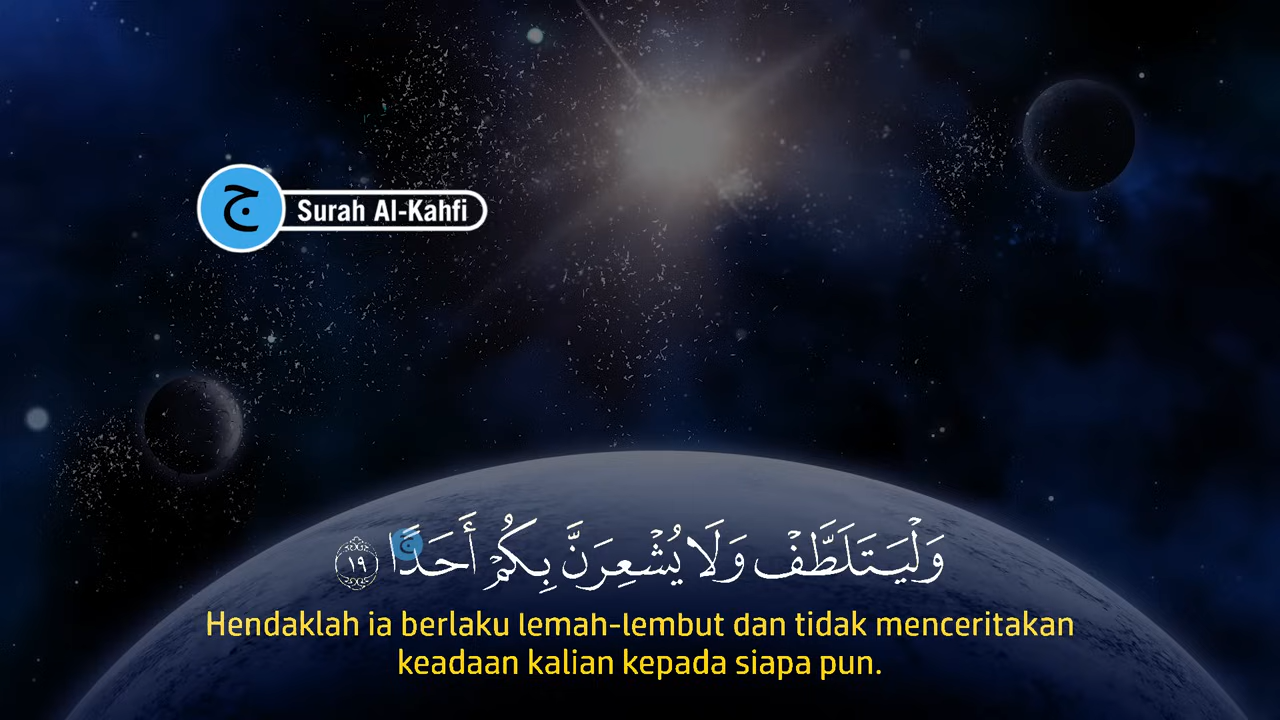 ج
Surah Al-Kahfi
وَلْيَتَلَطَّفْ وَلَا يُشْعِرَنَّ بِكُمْ أَحَدًا ١٩
ج
Hendaklah ia berlaku lemah-lembut dan tidak menceritakan
keadaan kalian kepada siapa pun.